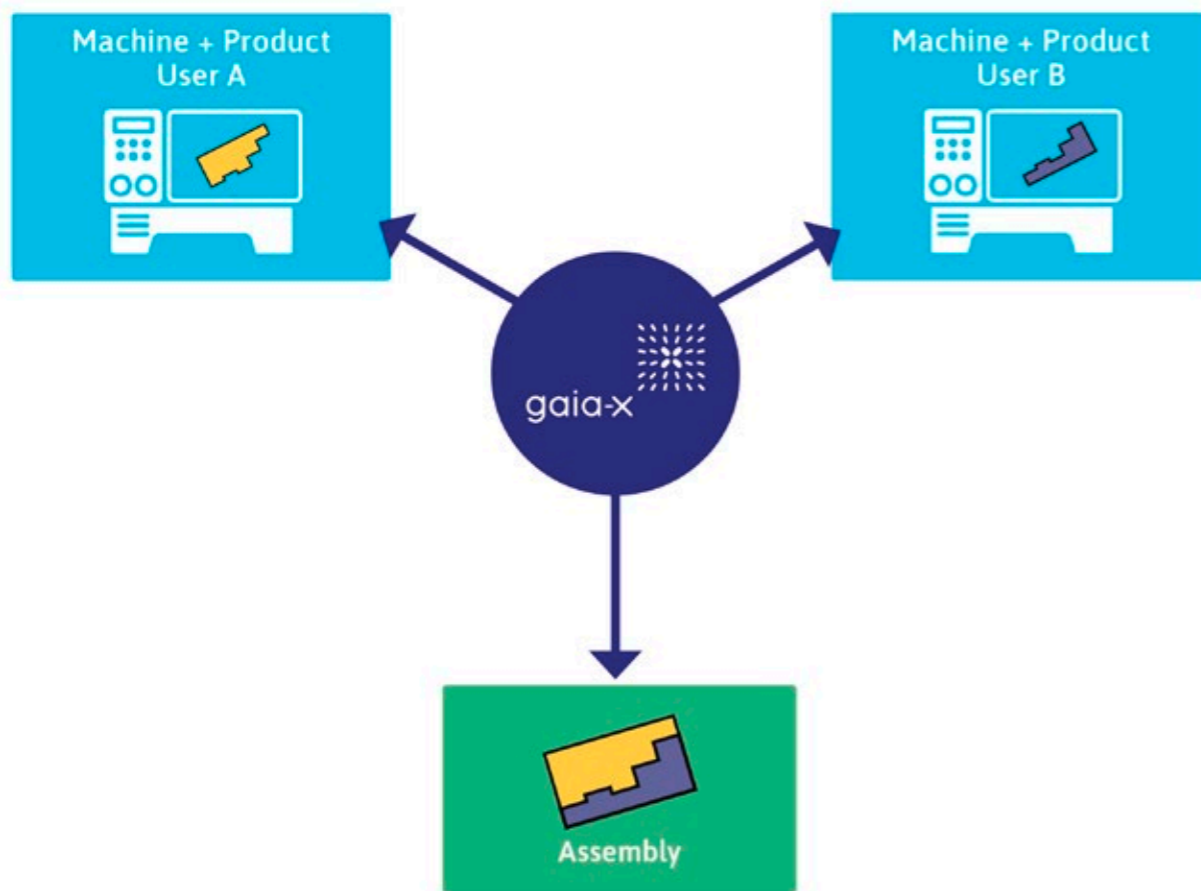 Machine + Product
User A
Machine + Product
User B
gaia-x
Assembly